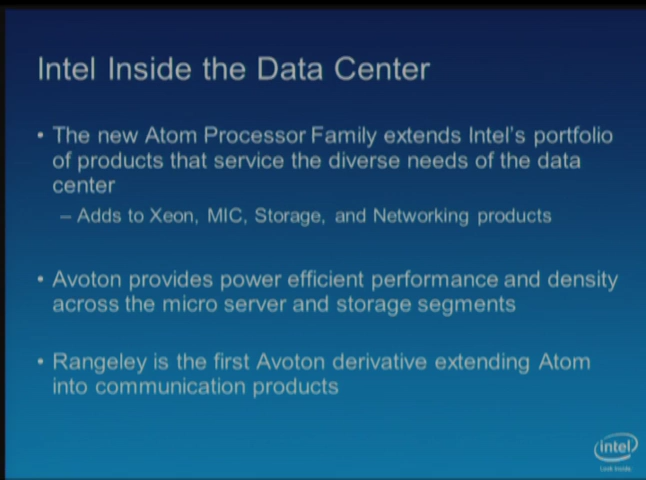 Intel Inside the Data Center
• The new Atom Processor Family extends Intel's portfolio
of products that service the diverse needs of the data
center
– Adds to Xeon, MIC, Storage, and Networking products
• Avoton provides power efficient performance and density
across the micro server and storage segments
• Rangeley is the first Avoton derivative extending Atom
into communication products
intel
Look Inside.